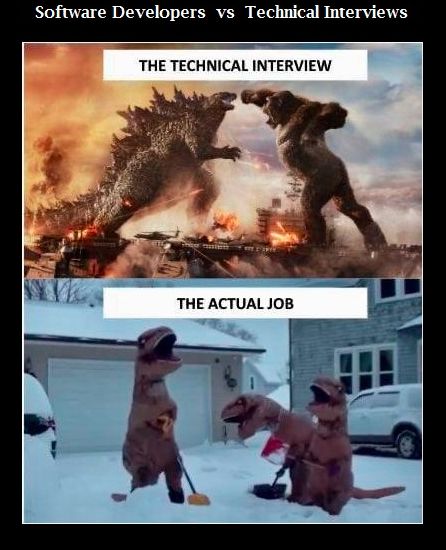 Software Developers vs Technical Interviews
THE TECHNICAL INTERVIEW
THE ACTUAL JOB